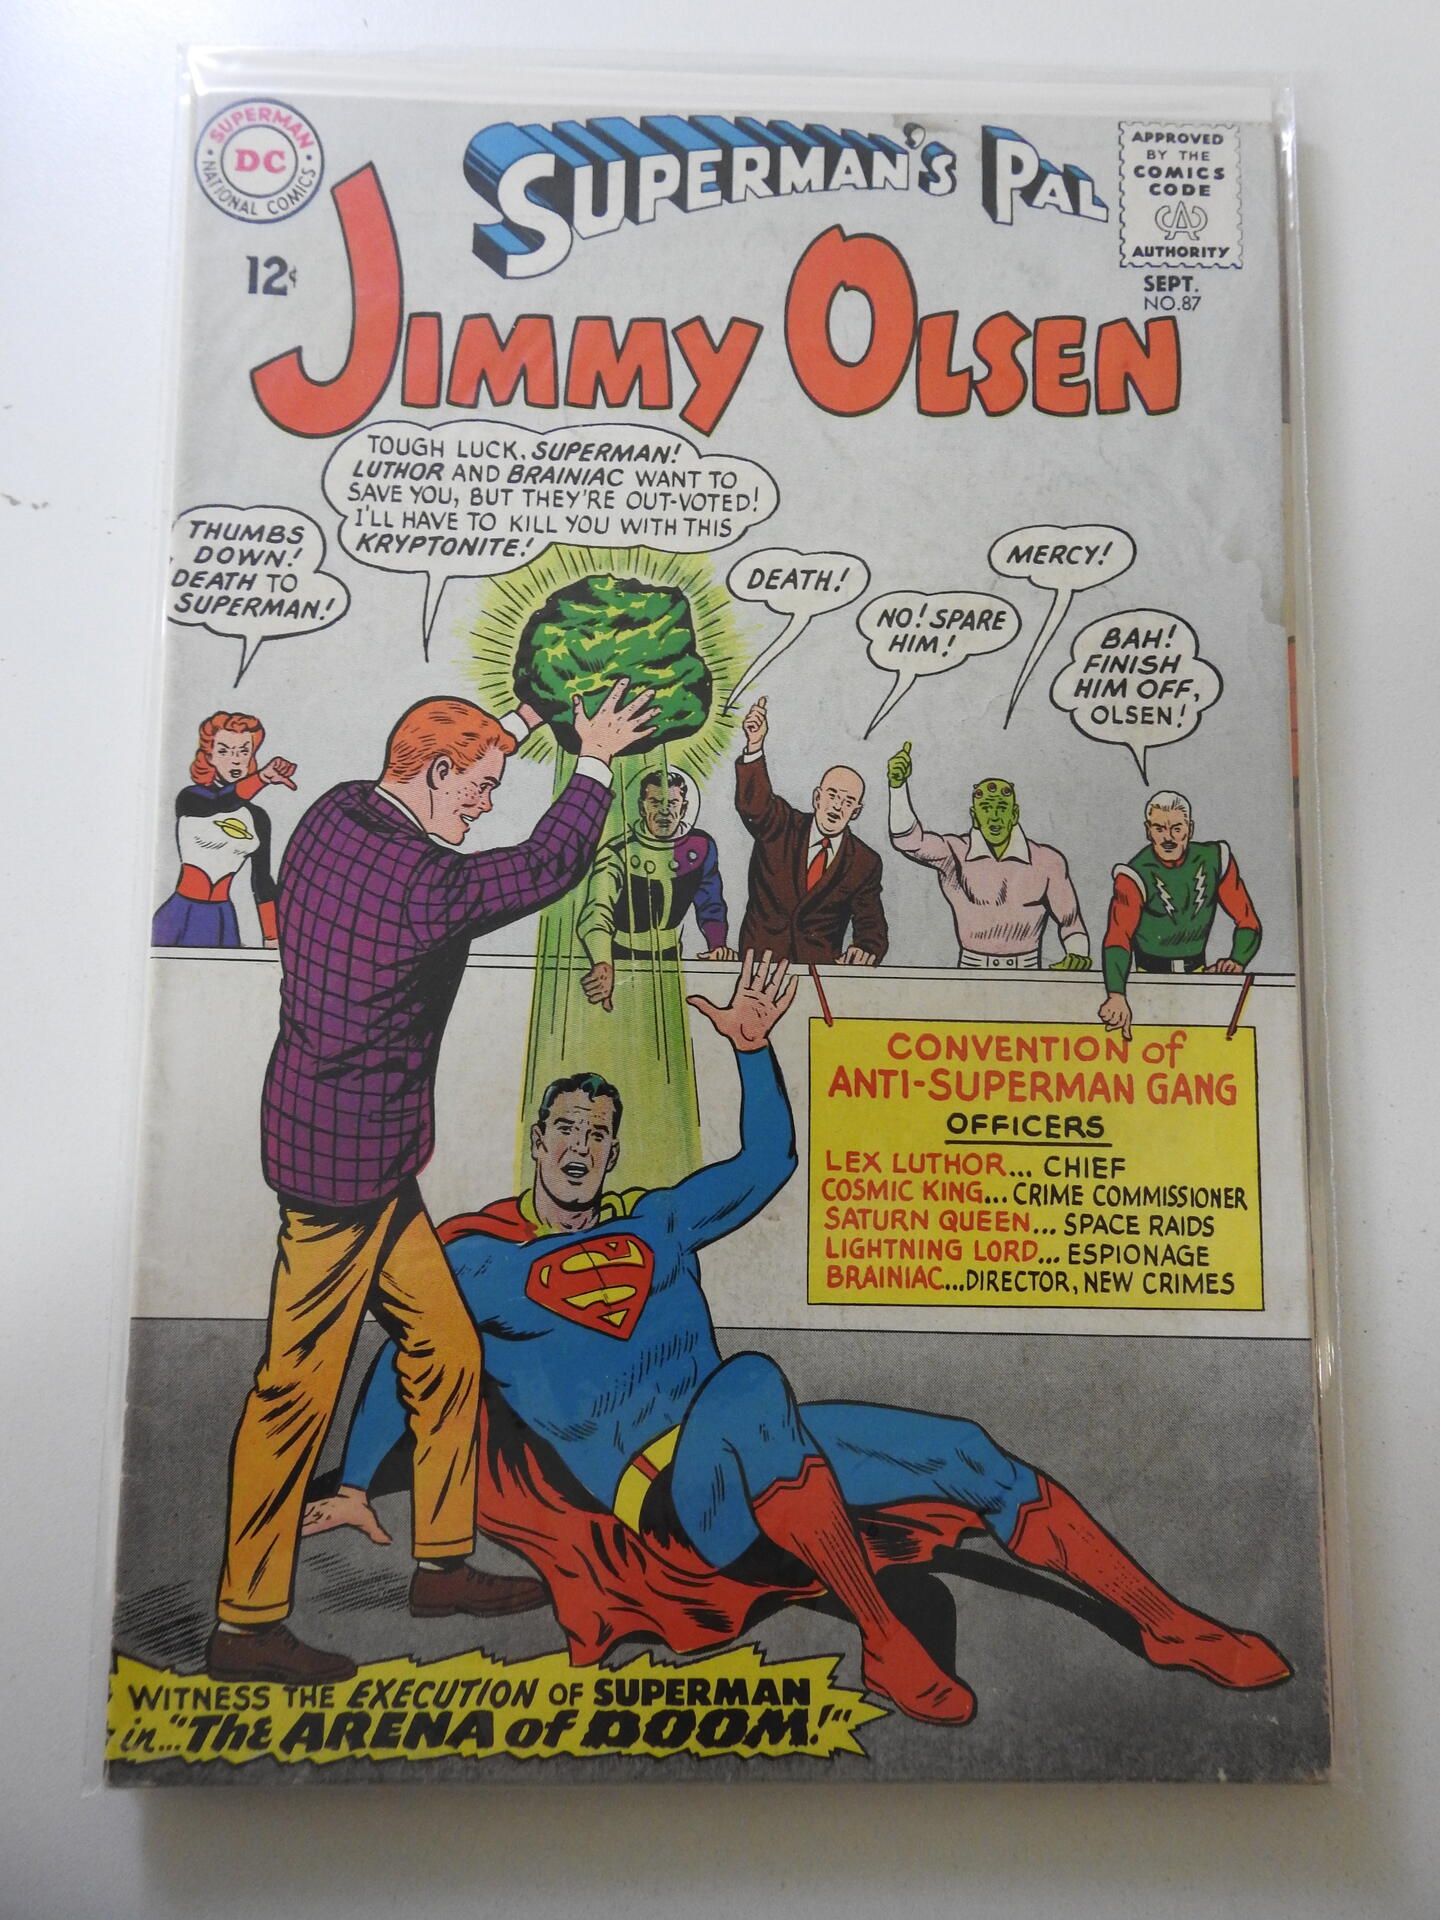 SUPERMAN
DC
NATIONAL COMICS
SUPERMAN'S PAL
JIMMY OLSEN
12¢
APPROVED
BY THE
COMICS
CODE
CA
AUTHORITY
SEPT.
NO.87
THUMBS
DOWN!
DEATH TO
SUPERMAN!
TOUGH LUCK, SUPERMAN!
LUTHOR AND BRAINIAC WANT TO
SAVE YOU, BUT THEY'RE OUT-VOTED!
I'LL HAVE TO KILL YOU WITH THIS
KRYPTONITE!
DEATH!
NO! SPARE
HIM!
MERCY!
BAH!
FINISH
HIM OFF,
OLSEN!
CONVENTION of
ANTI-SUPERMAN GANG
OFFICERS
LEX LUTHOR... CHIEF
COSMIC KING... CRIME COMMISSIONER
SATURN QUEEN... SPACE RAIDS
LIGHTNING LORD... ESPIONAGE
BRAINIAC...DIRECTOR, NEW CRIMES
S
WITNESS THE EXECUTION OF SUPERMAN
in..."The ARENA of DOOM!"